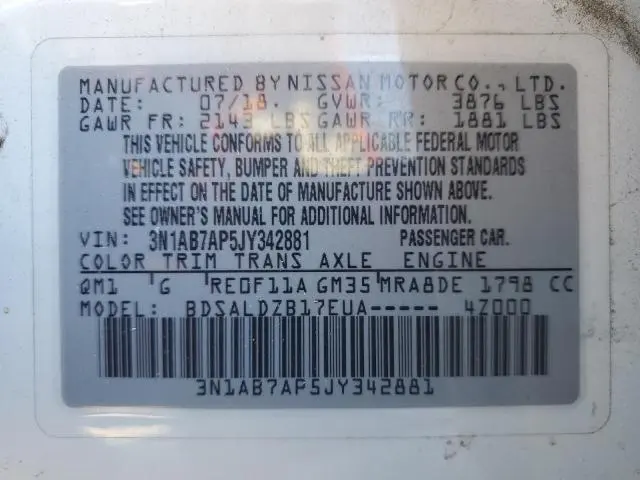 MANUFACTURED BY NISSAN MOTOR CO., LTD.
DATE: 07/18. GVWR: 3876 LBS
GAWR FR: 2143 LBS GAWR RR: 1881 LBS
THIS VEHICLE CONFORMS TO ALL APPLICABLE FEDERAL MOTOR
VEHICLE SAFETY, BUMPER AND THEFT PREVENTION STANDARDS
IN EFFECT ON THE DATE OF MANUFACTURE SHOWN ABOVE.
SEE OWNER'S MANUAL FOR ADDITIONAL INFORMATION.
VIN: 3N1AB7AP5JY342881 PASSENGER CAR.
COLOR TRIM TRANS AXLE ENGINE
QM1 G RE0F11A GM35 MRA8DE 1798 CC
MODEL: BDSALDZB17EUA----- 4Z000
3N1AB7AP5JY342881